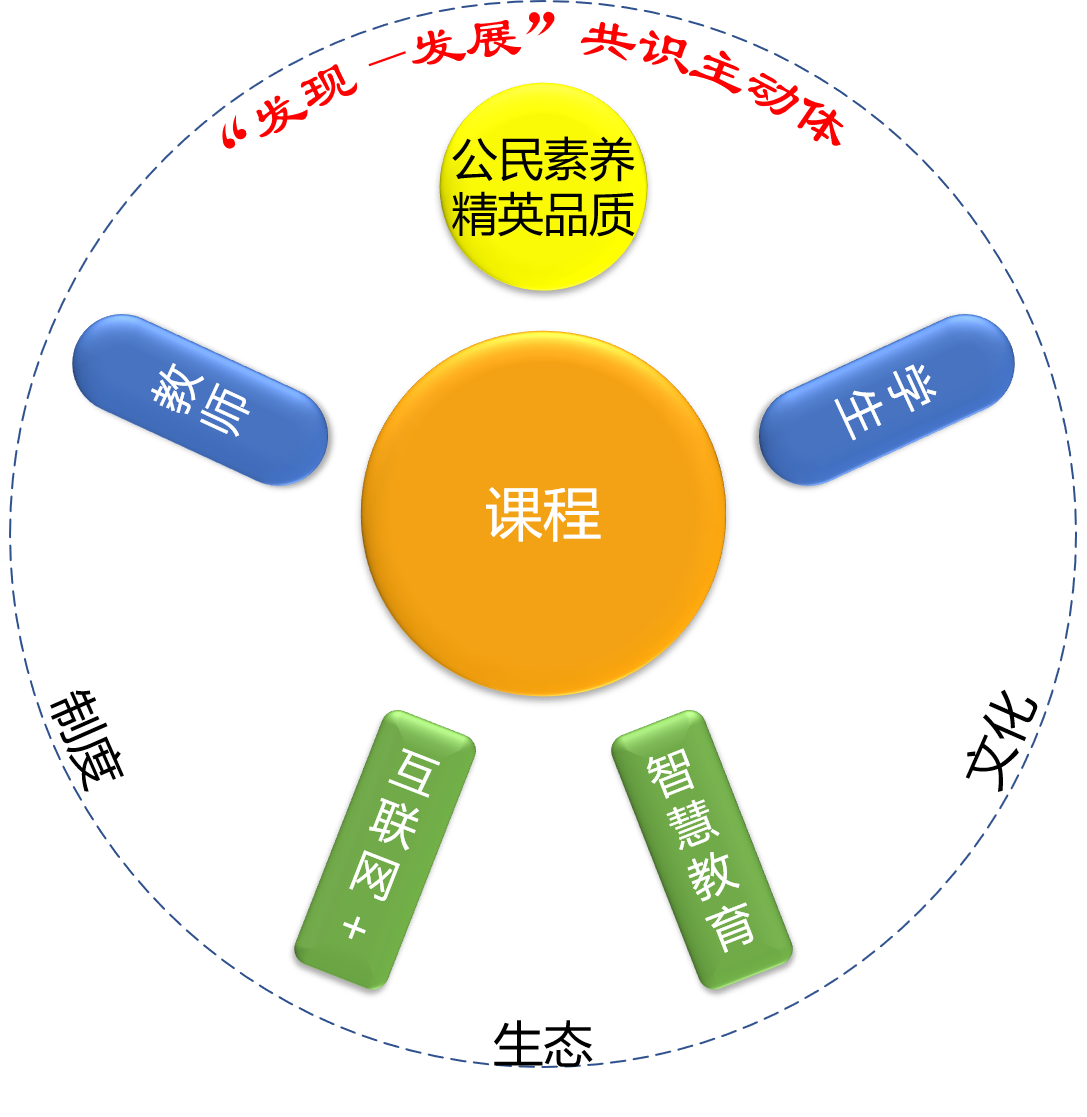 “发现—发展”共识主动体
公民素养
精英品质
教师
学生
课程
制度
文化
互联网+
智慧教育
生态